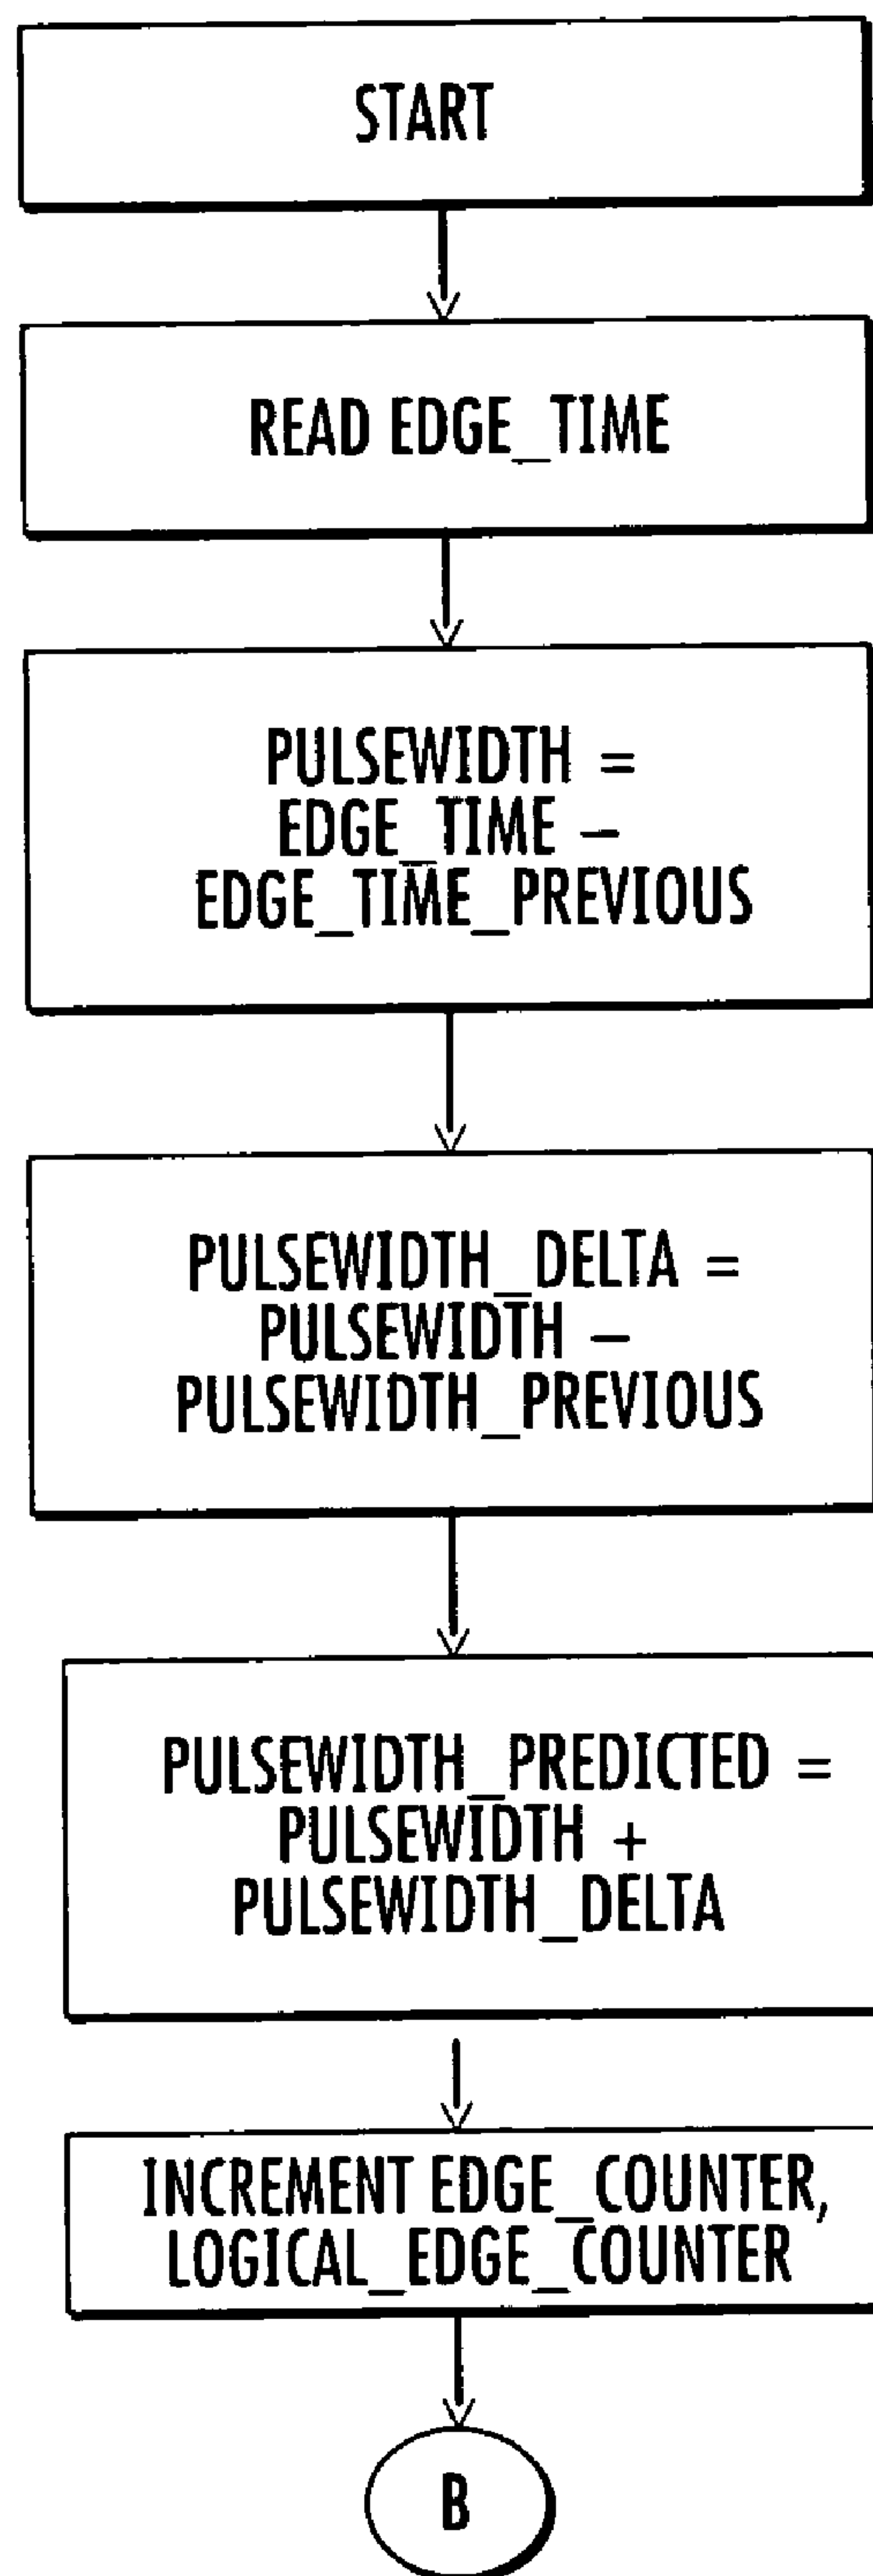 START
READ EDGE_TIME
PULSEWIDTH =
EDGE_TIME –
EDGE_TIME_PREVIOUS
PULSEWIDTH_DELTA =
PULSEWIDTH –
PULSEWIDTH_PREVIOUS
PULSEWIDTH_PREDICTED =
PULSEWIDTH +
PULSEWIDTH_DELTA
INCREMENT EDGE_COUNTER,
LOGICAL_EDGE_COUNTER
B